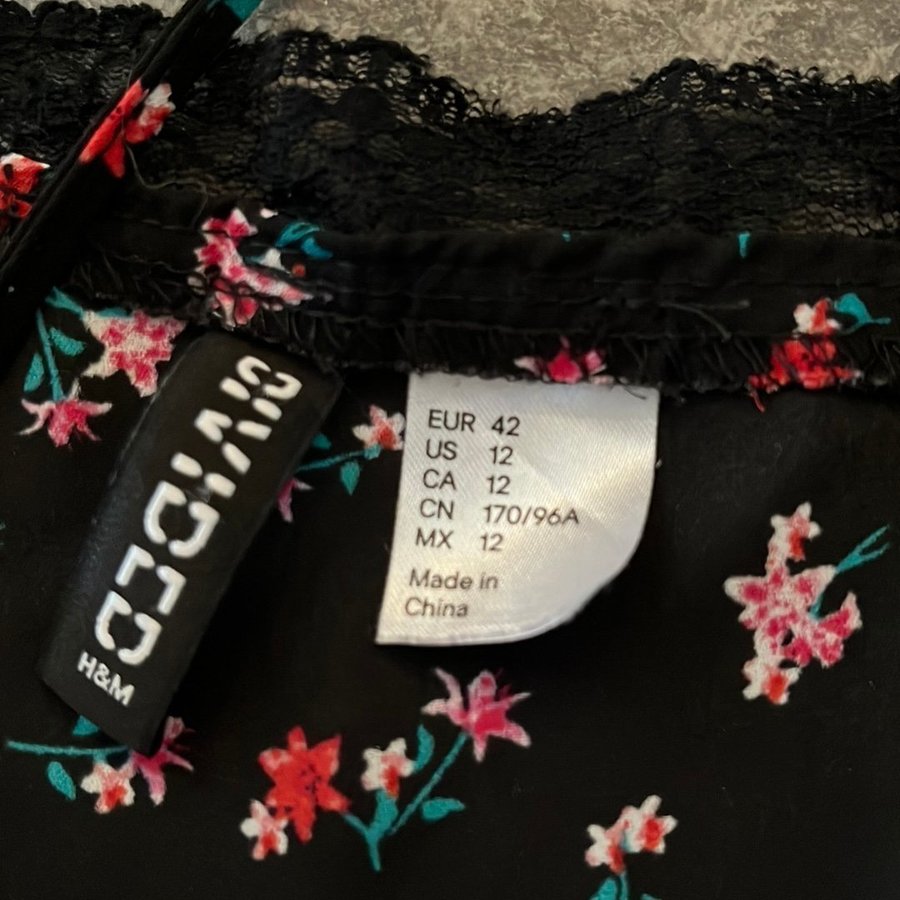 DIVIDED
H&M
EUR 42
US 12
CA 12
CN 170/96A
MX 12
Made in
China